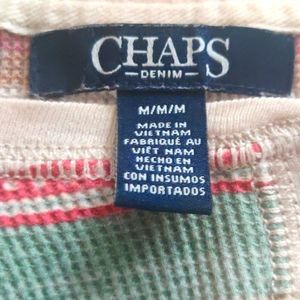 CHAPS
DENIM
M/M/M
MADE IN
VIETNAM
FABRIQUÉ AU
VIÊT NAM
HECHO EN
VIETNAM
CON INSUMOS
IMPORTADOS